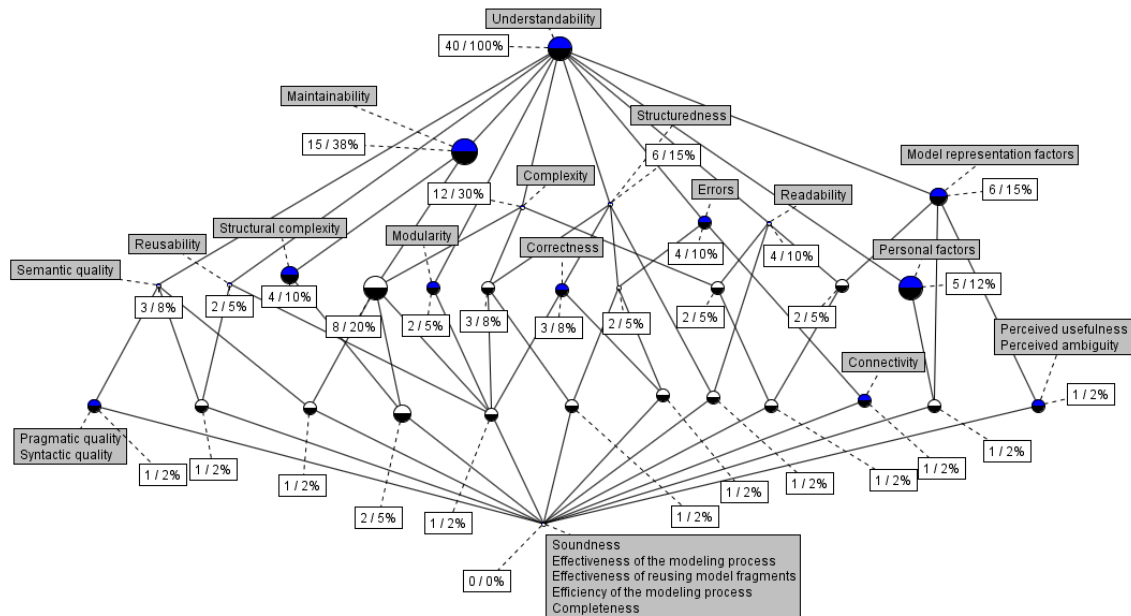 Understandability
40 / 100%
Maintainability
Structuredness
15 / 38%
6 / 15%
Model representation factors
Complexity
12 / 30%
Errors
Readability
6 / 15%
Structural complexity
Modularity
Reusability
Correctness
4 / 10%
4 / 10%
Personal factors
Semantic quality
5 / 12%
3 / 8%
2 / 5%
4 / 10%
8 / 20%
2 / 5%
3 / 8%
3 / 8%
2 / 5%
2 / 5%
2 / 5%
Perceived usefulness
Perceived ambiguity
Connectivity
1 / 2%
Pragmatic quality
Syntactic quality
1 / 2%
1 / 2%
1 / 2%
2 / 5%
1 / 2%
1 / 2%
1 / 2%
1 / 2%
1 / 2%
1 / 2%
1 / 2%
0 / 0%
Soundness
Effectiveness of the modeling process
Effectiveness of reusing model fragments
Efficiency of the modeling process
Completeness